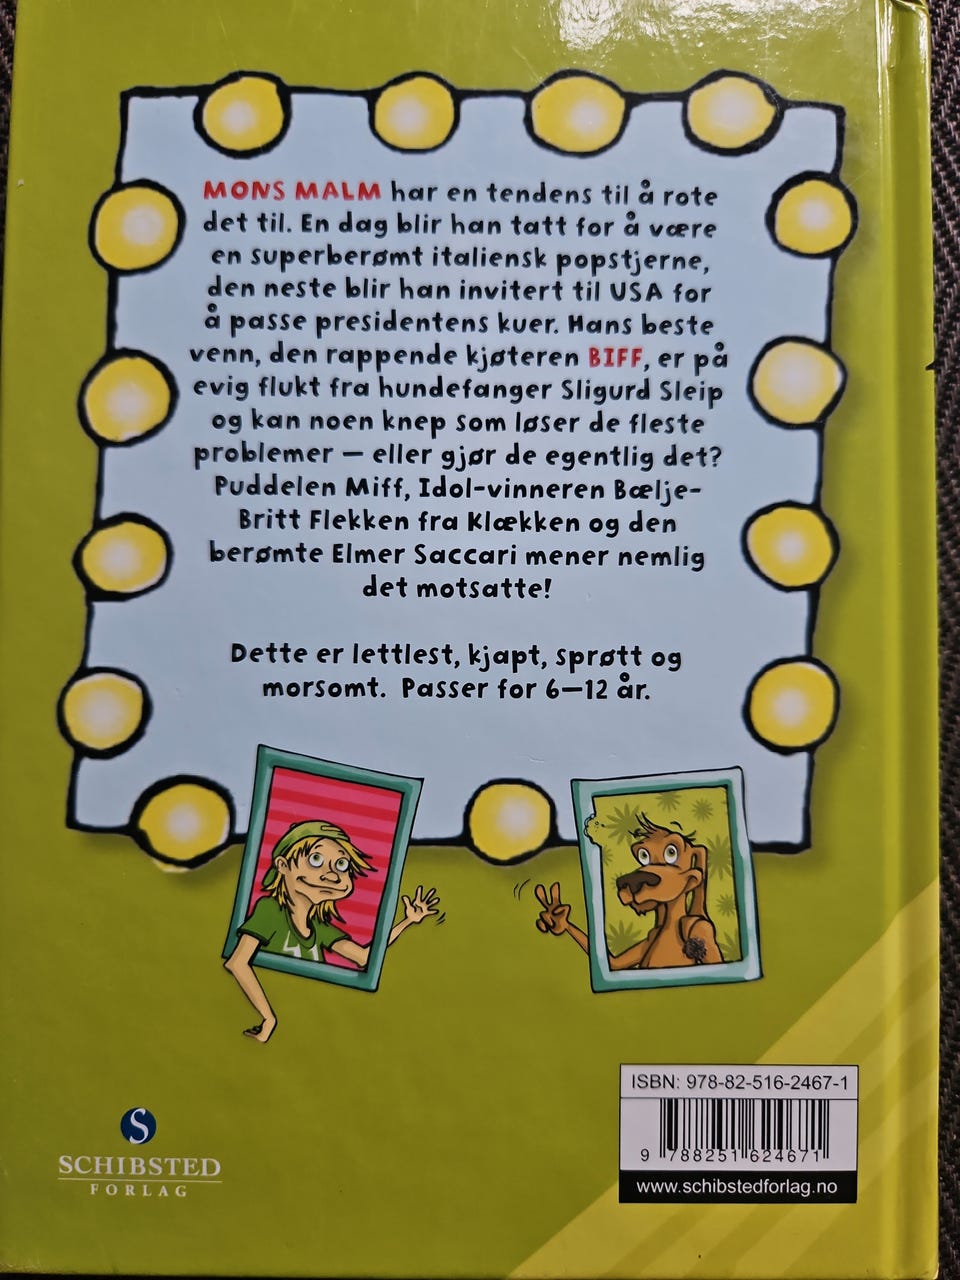 MONS MALM har en tendens til å rote
det til. En dag blir han tatt for å være
en superberømt italiensk popstjerne,
den neste blir han invitert til USA for
å passe presidentens kuer. Hans beste
venn, den rappende kjøteren BIFF, er på
evig flukt fra hundefanger Sligurd Sleip
og kan noen knep som løser de fleste
problemer – eller gjør de egentlig det?
Puddelen Miff, Idol-vinneren Bælje-
Britt Flekken fra Klækken og den
berømte Elmer Saccari mener nemlig
det motsatte!
Dette er lettlest, kjapt, sprøtt og
morsomt. Passer for 6–12 år.
41
ISBN: 978-82-516-2467-1
9 788251 624671
www.schibstedforlag.no
S
SCHIBSTED
FORLAG